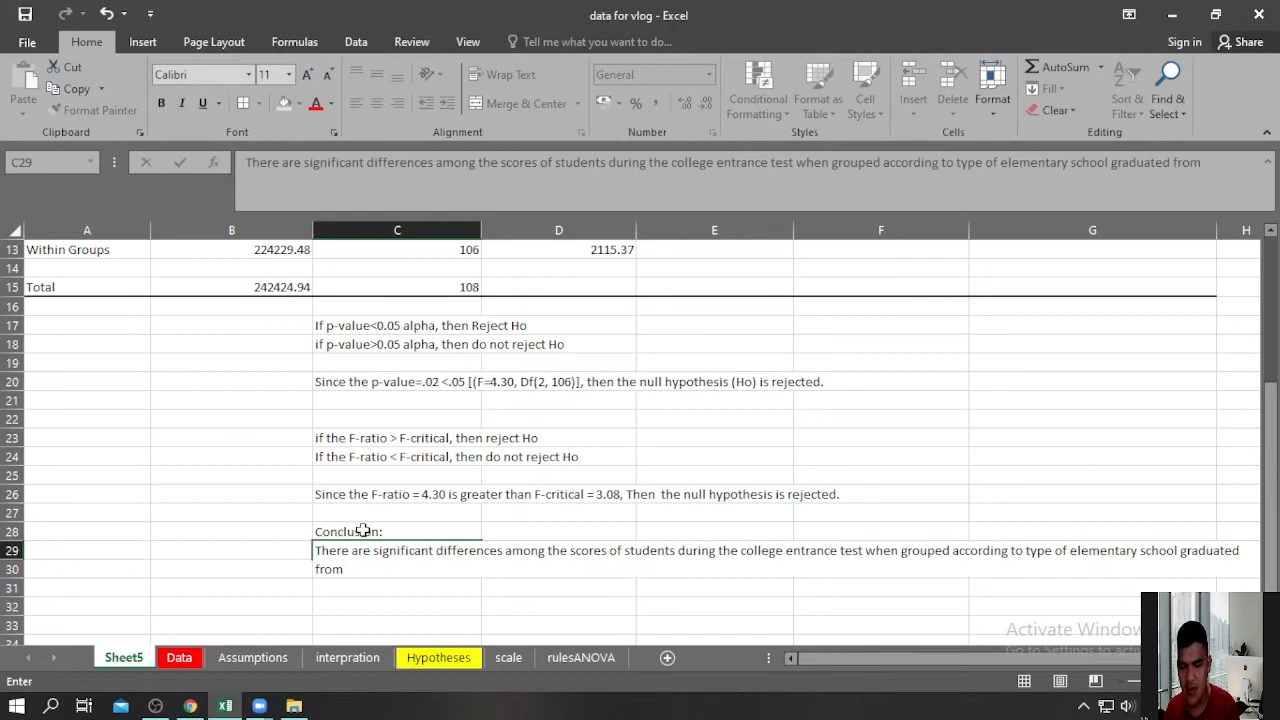 data for vlog - Excel
Sign in
Share
File Home Insert Page Layout Formulas Data Review View Tell me what you want to do...
Paste
Cut
Copy
Format Painter
Clipboard
Calibri 11
B I U
Font
Wrap Text
Merge & Center
Alignment
General
Number
Conditional Formatting
Format as Table
Cell Styles
Styles
Insert
Delete
Format
Cells
AutoSum
Fill
Clear
Sort & Filter
Find & Select
Editing
C29
fx
There are significant differences among the scores of students during the college entrance test when grouped according to type of elementary school graduated from
A B C D E F G H
13 Within Groups 224229.48 106 2115.37
14
15 Total 242424.94 108
16
17 If p-value<0.05 alpha, then Reject Ho
18 if p-value>0.05 alpha, then do not reject Ho
19
20 Since the p-value=.02 <.05 [(F=4.30, Df(2, 106)], then the null hypothesis (Ho) is rejected.
21
22
23 if the F-ratio > F-critical, then reject Ho
24 If the F-ratio < F-critical, then do not reject Ho
25
26 Since the F-ratio = 4.30 is greater than F-critical = 3.08, Then  the null hypothesis is rejected.
27
28 Conclusion:
29 There are significant differences among the scores of students during the college entrance test when grouped according to type of elementary school graduated
30 from
31
32
33
34
Activate Windows
Sheet5 Data Assumptions interpration Hypotheses scale rulesANOVA
Enter